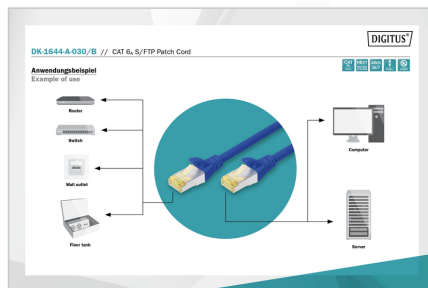 DIGITUS®
DK-1644-A-030/B // CAT 6A S/FTP Patch Cord
Anwendungsbeispiel
Example of use
Router
Switch
Wall outlet
Floor tank
Computer
Server